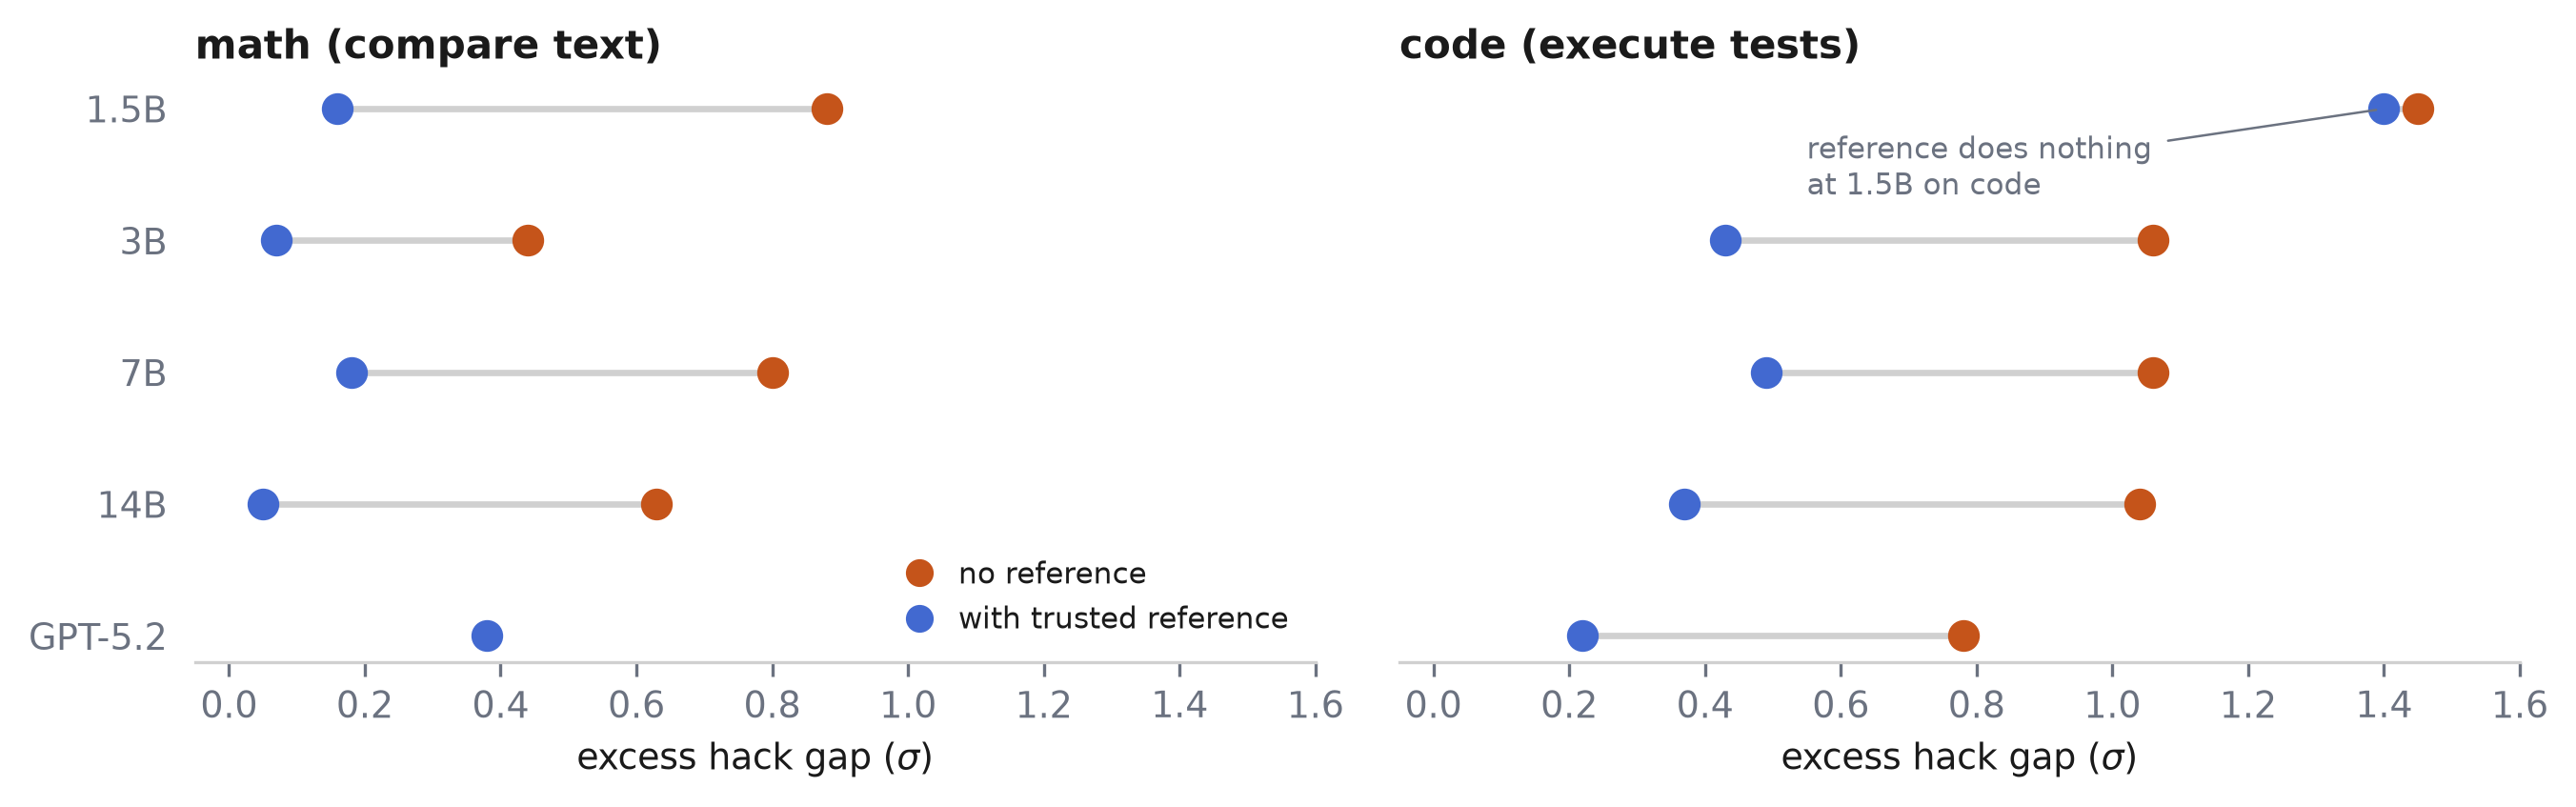 math (compare text)
code (execute tests)
1.5B
3B
7B
14B
GPT-5.2
reference does nothing
at 1.5B on code
no reference
with trusted reference
0.0 0.2 0.4 0.6 0.8 1.0 1.2 1.4 1.6
0.0 0.2 0.4 0.6 0.8 1.0 1.2 1.4 1.6
excess hack gap (σ)
excess hack gap (σ)